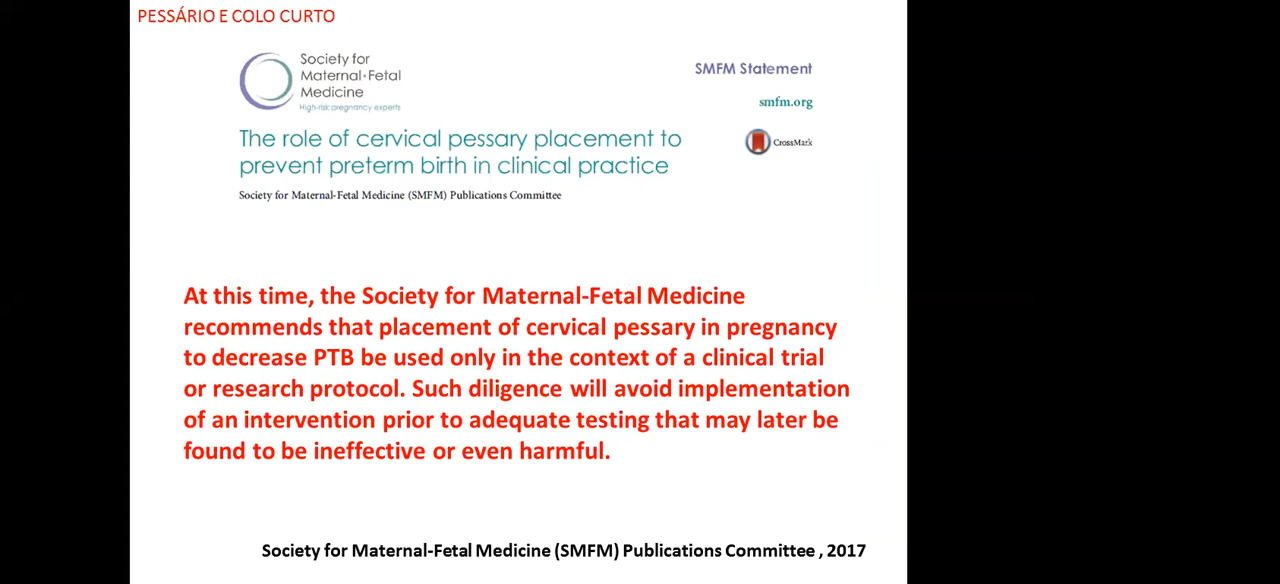 PESSÁRIO E COLO CURTO
Society for
Maternal•Fetal
Medicine
High-risk pregnancy experts
SMFM Statement
smfm.org
The role of cervical pessary placement to
prevent preterm birth in clinical practice
CrossMark
Society for Maternal-Fetal Medicine (SMFM) Publications Committee
At this time, the Society for Maternal-Fetal Medicine
recommends that placement of cervical pessary in pregnancy
to decrease PTB be used only in the context of a clinical trial
or research protocol. Such diligence will avoid implementation
of an intervention prior to adequate testing that may later be
found to be ineffective or even harmful.
Society for Maternal-Fetal Medicine (SMFM) Publications Committee , 2017